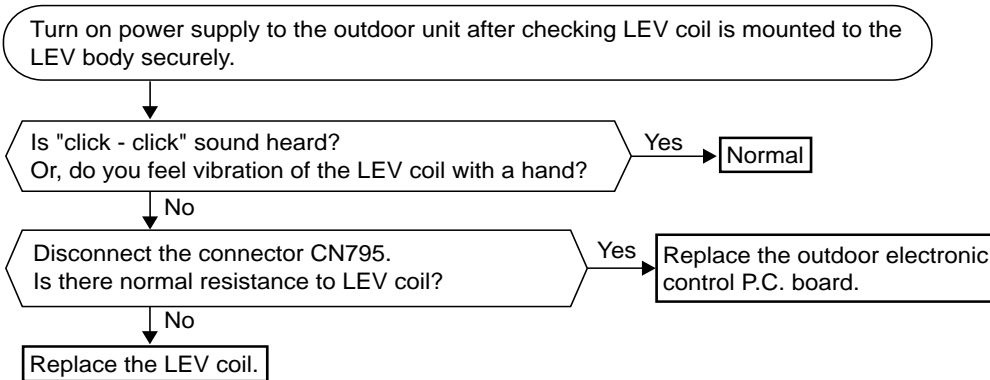 Turn on power supply to the outdoor unit after checking LEV coil is mounted to the
LEV body securely.
Is "click - click" sound heard?
Or, do you feel vibration of the LEV coil with a hand?
Yes
Normal
No
Disconnect the connector CN795.
Is there normal resistance to LEV coil?
Yes
Replace the outdoor electronic
control P.C. board.
No
Replace the LEV coil.